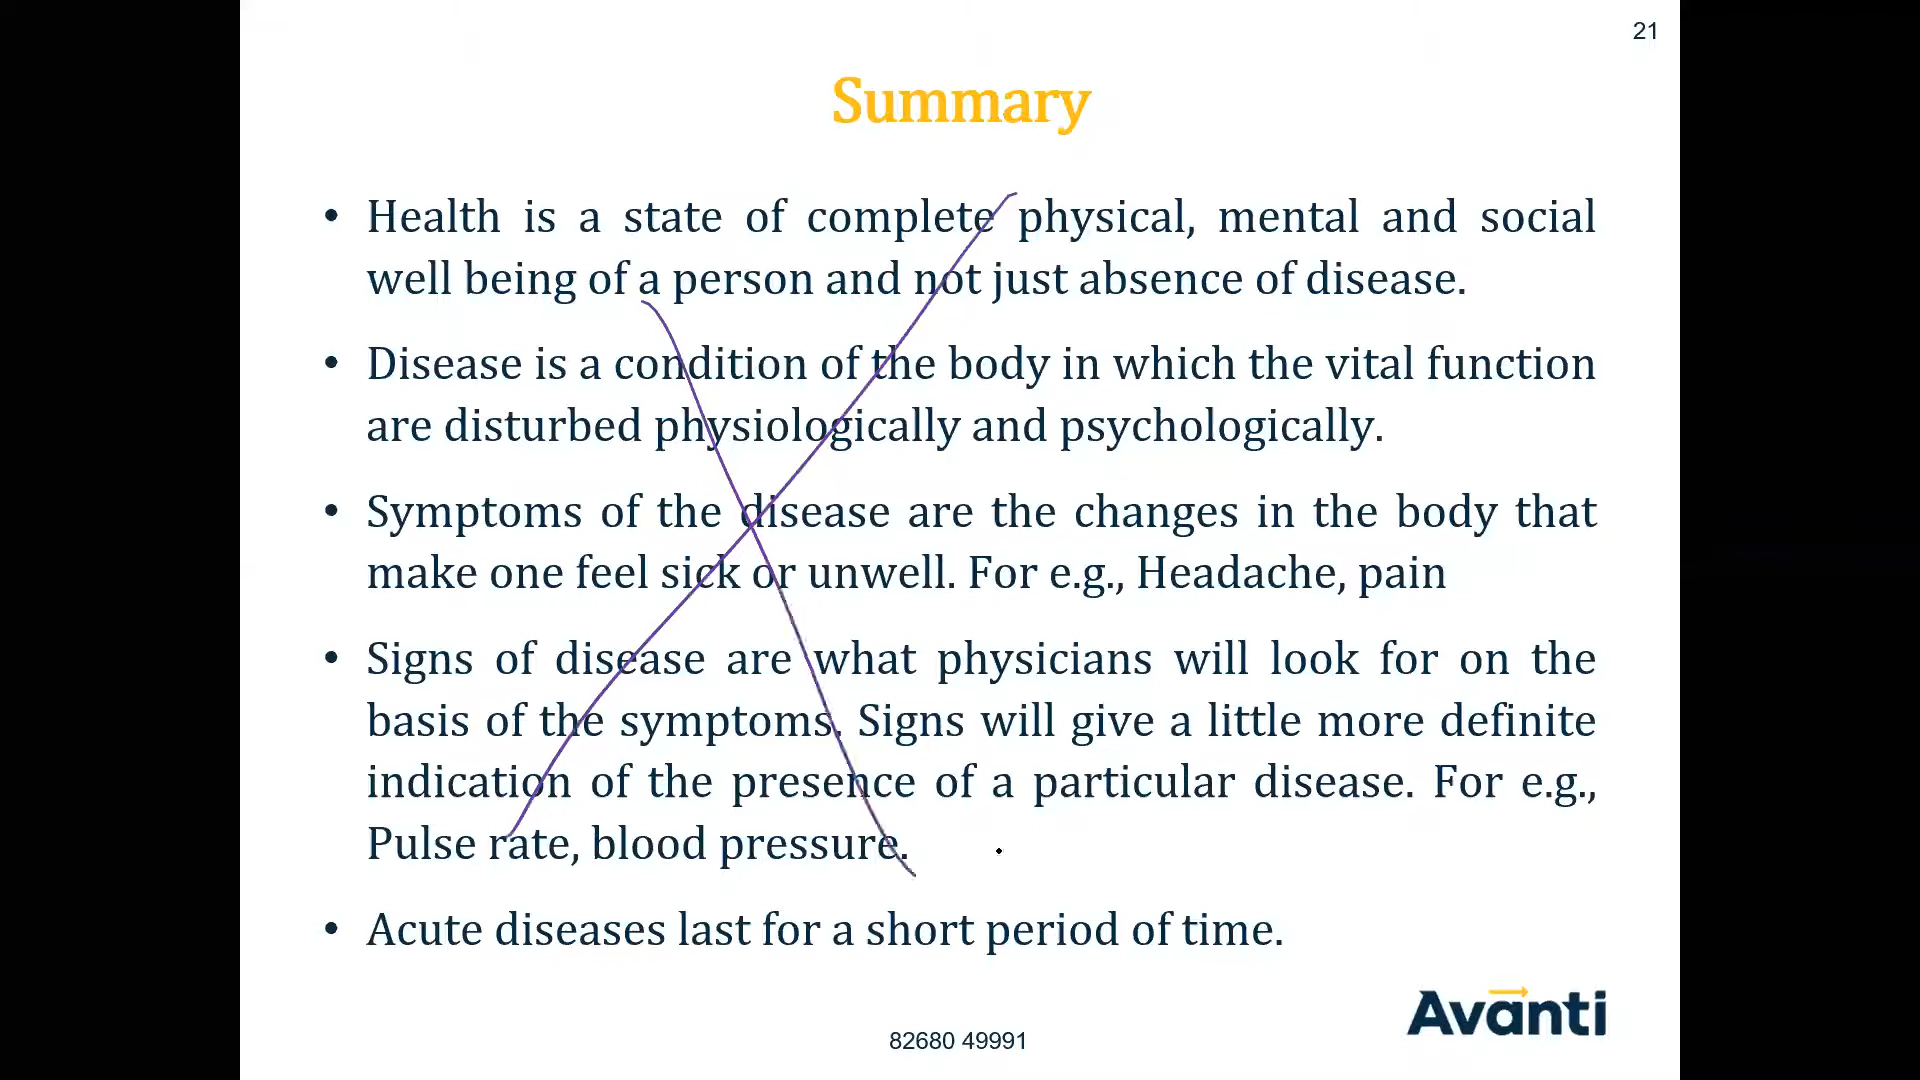 21
Summary
• Health is a state of complete physical, mental and social
well being of a person and not just absence of disease.
• Disease is a condition of the body in which the vital function
are disturbed physiologically and psychologically.
• Symptoms of the disease are the changes in the body that
make one feel sick or unwell. For e.g., Headache, pain
• Signs of disease are what physicians will look for on the
basis of the symptoms. Signs will give a little more definite
indication of the presence of a particular disease. For e.g.,
Pulse rate, blood pressure.
• Acute diseases last for a short period of time.
Avanti
82680 49991